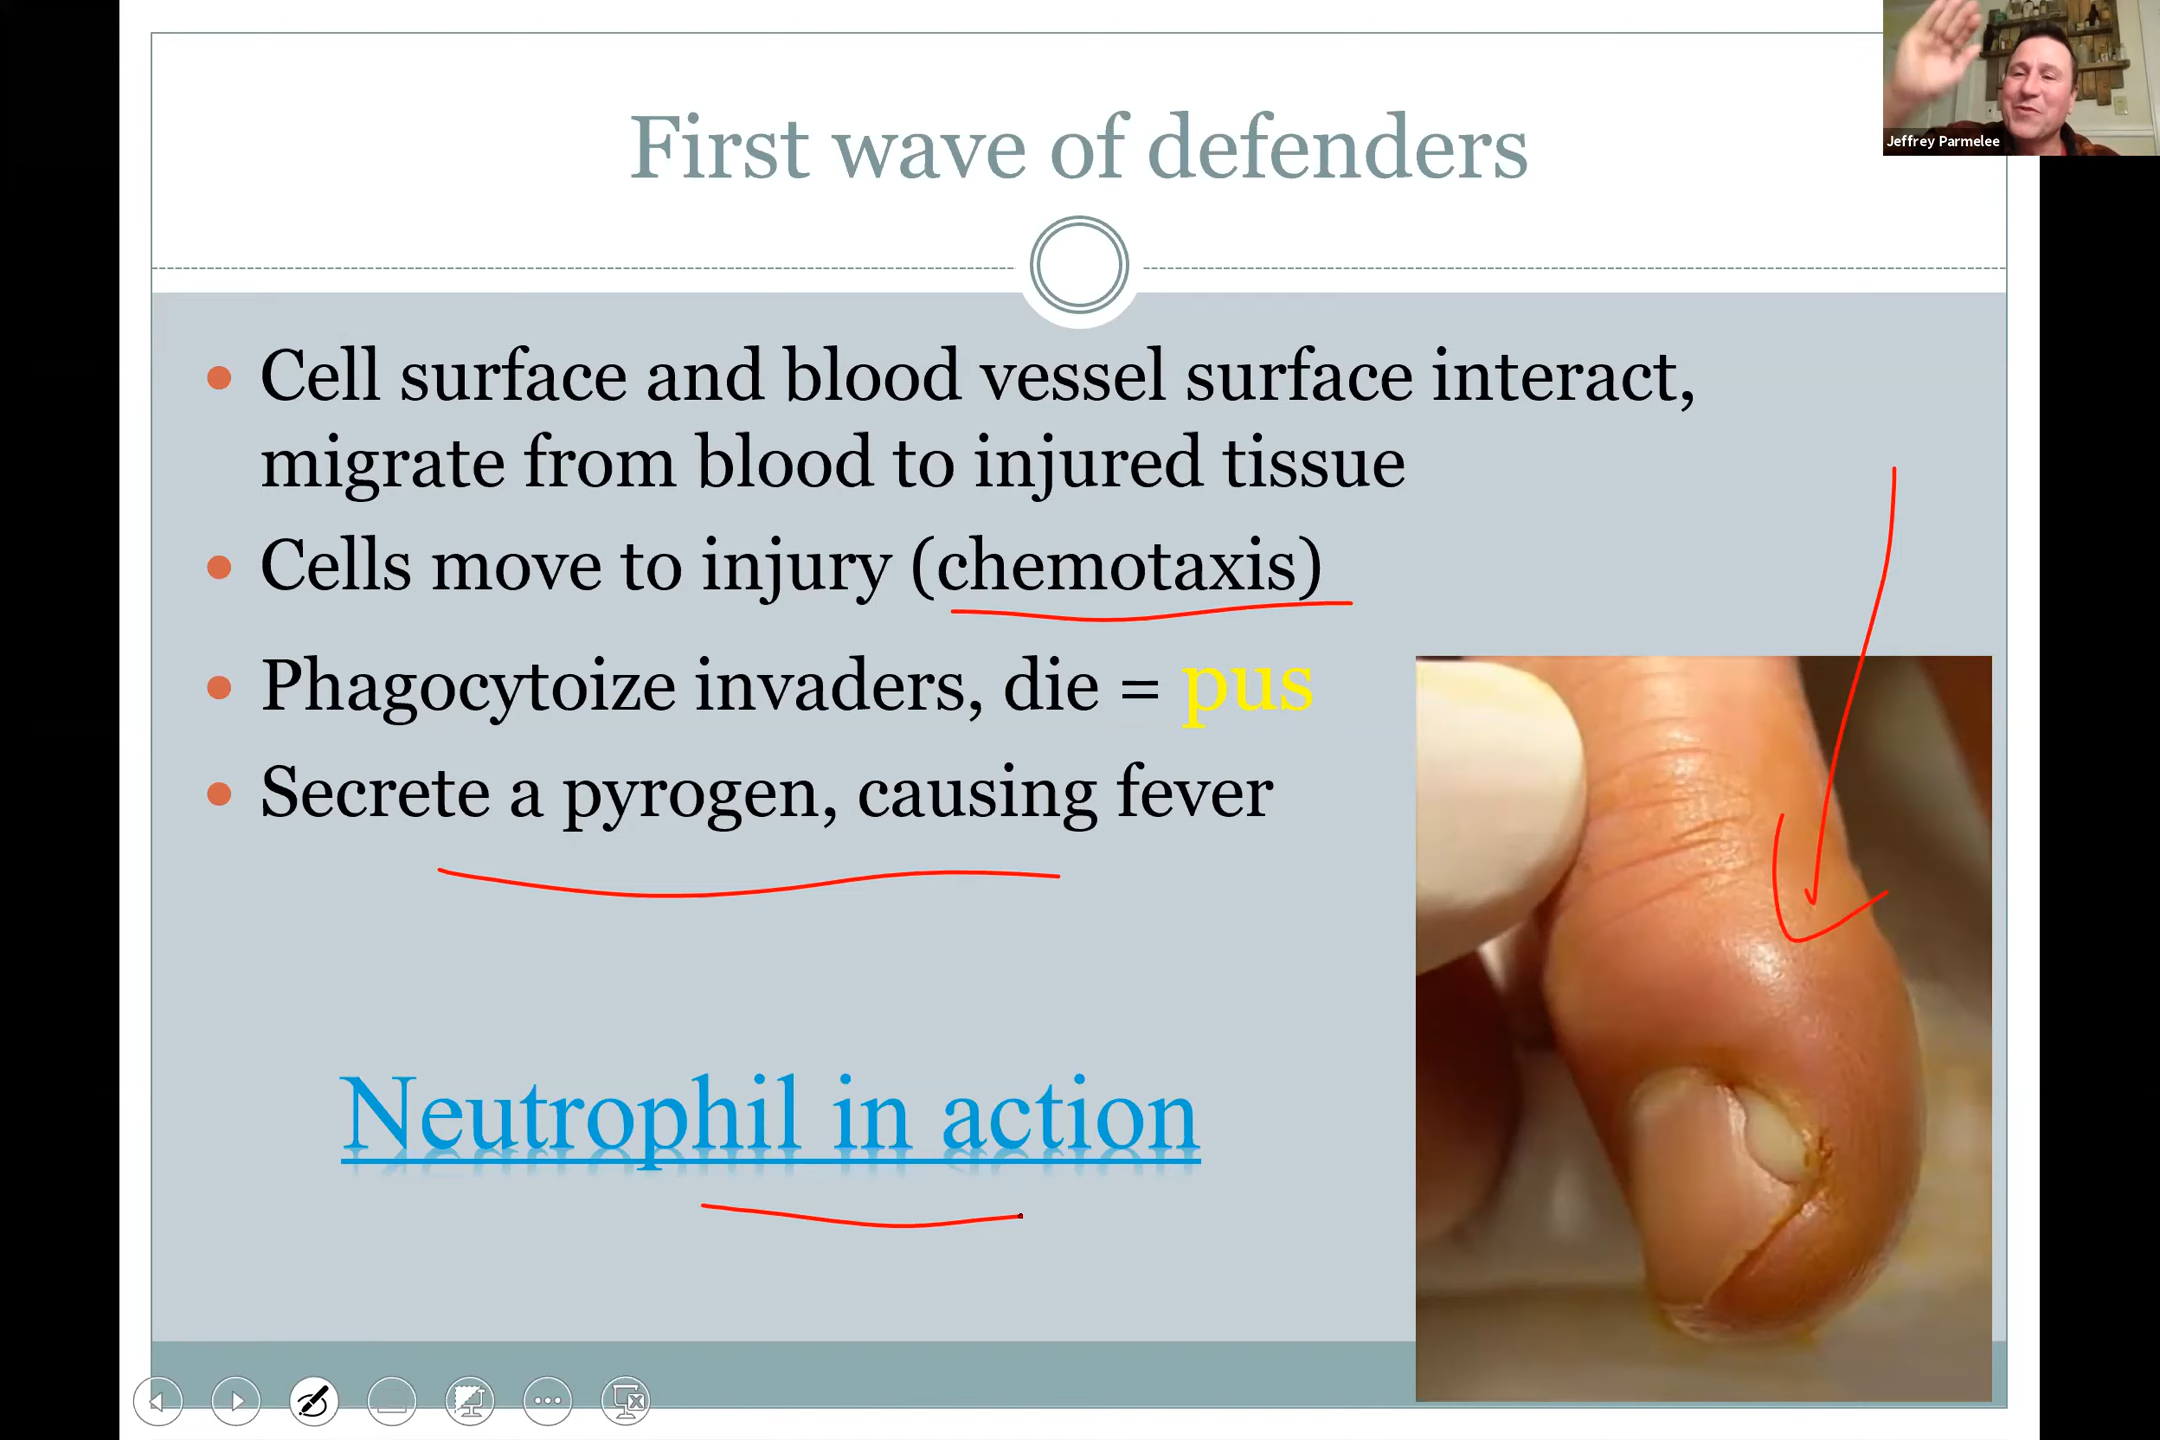 First wave of defenders
Jeffrey Parmelee
Cell surface and blood vessel surface interact,
migrate from blood to injured tissue
Cells move to injury (chemotaxis)
Phagocytoize invaders, die = pus
Secrete a pyrogen, causing fever
Neutrophil in action